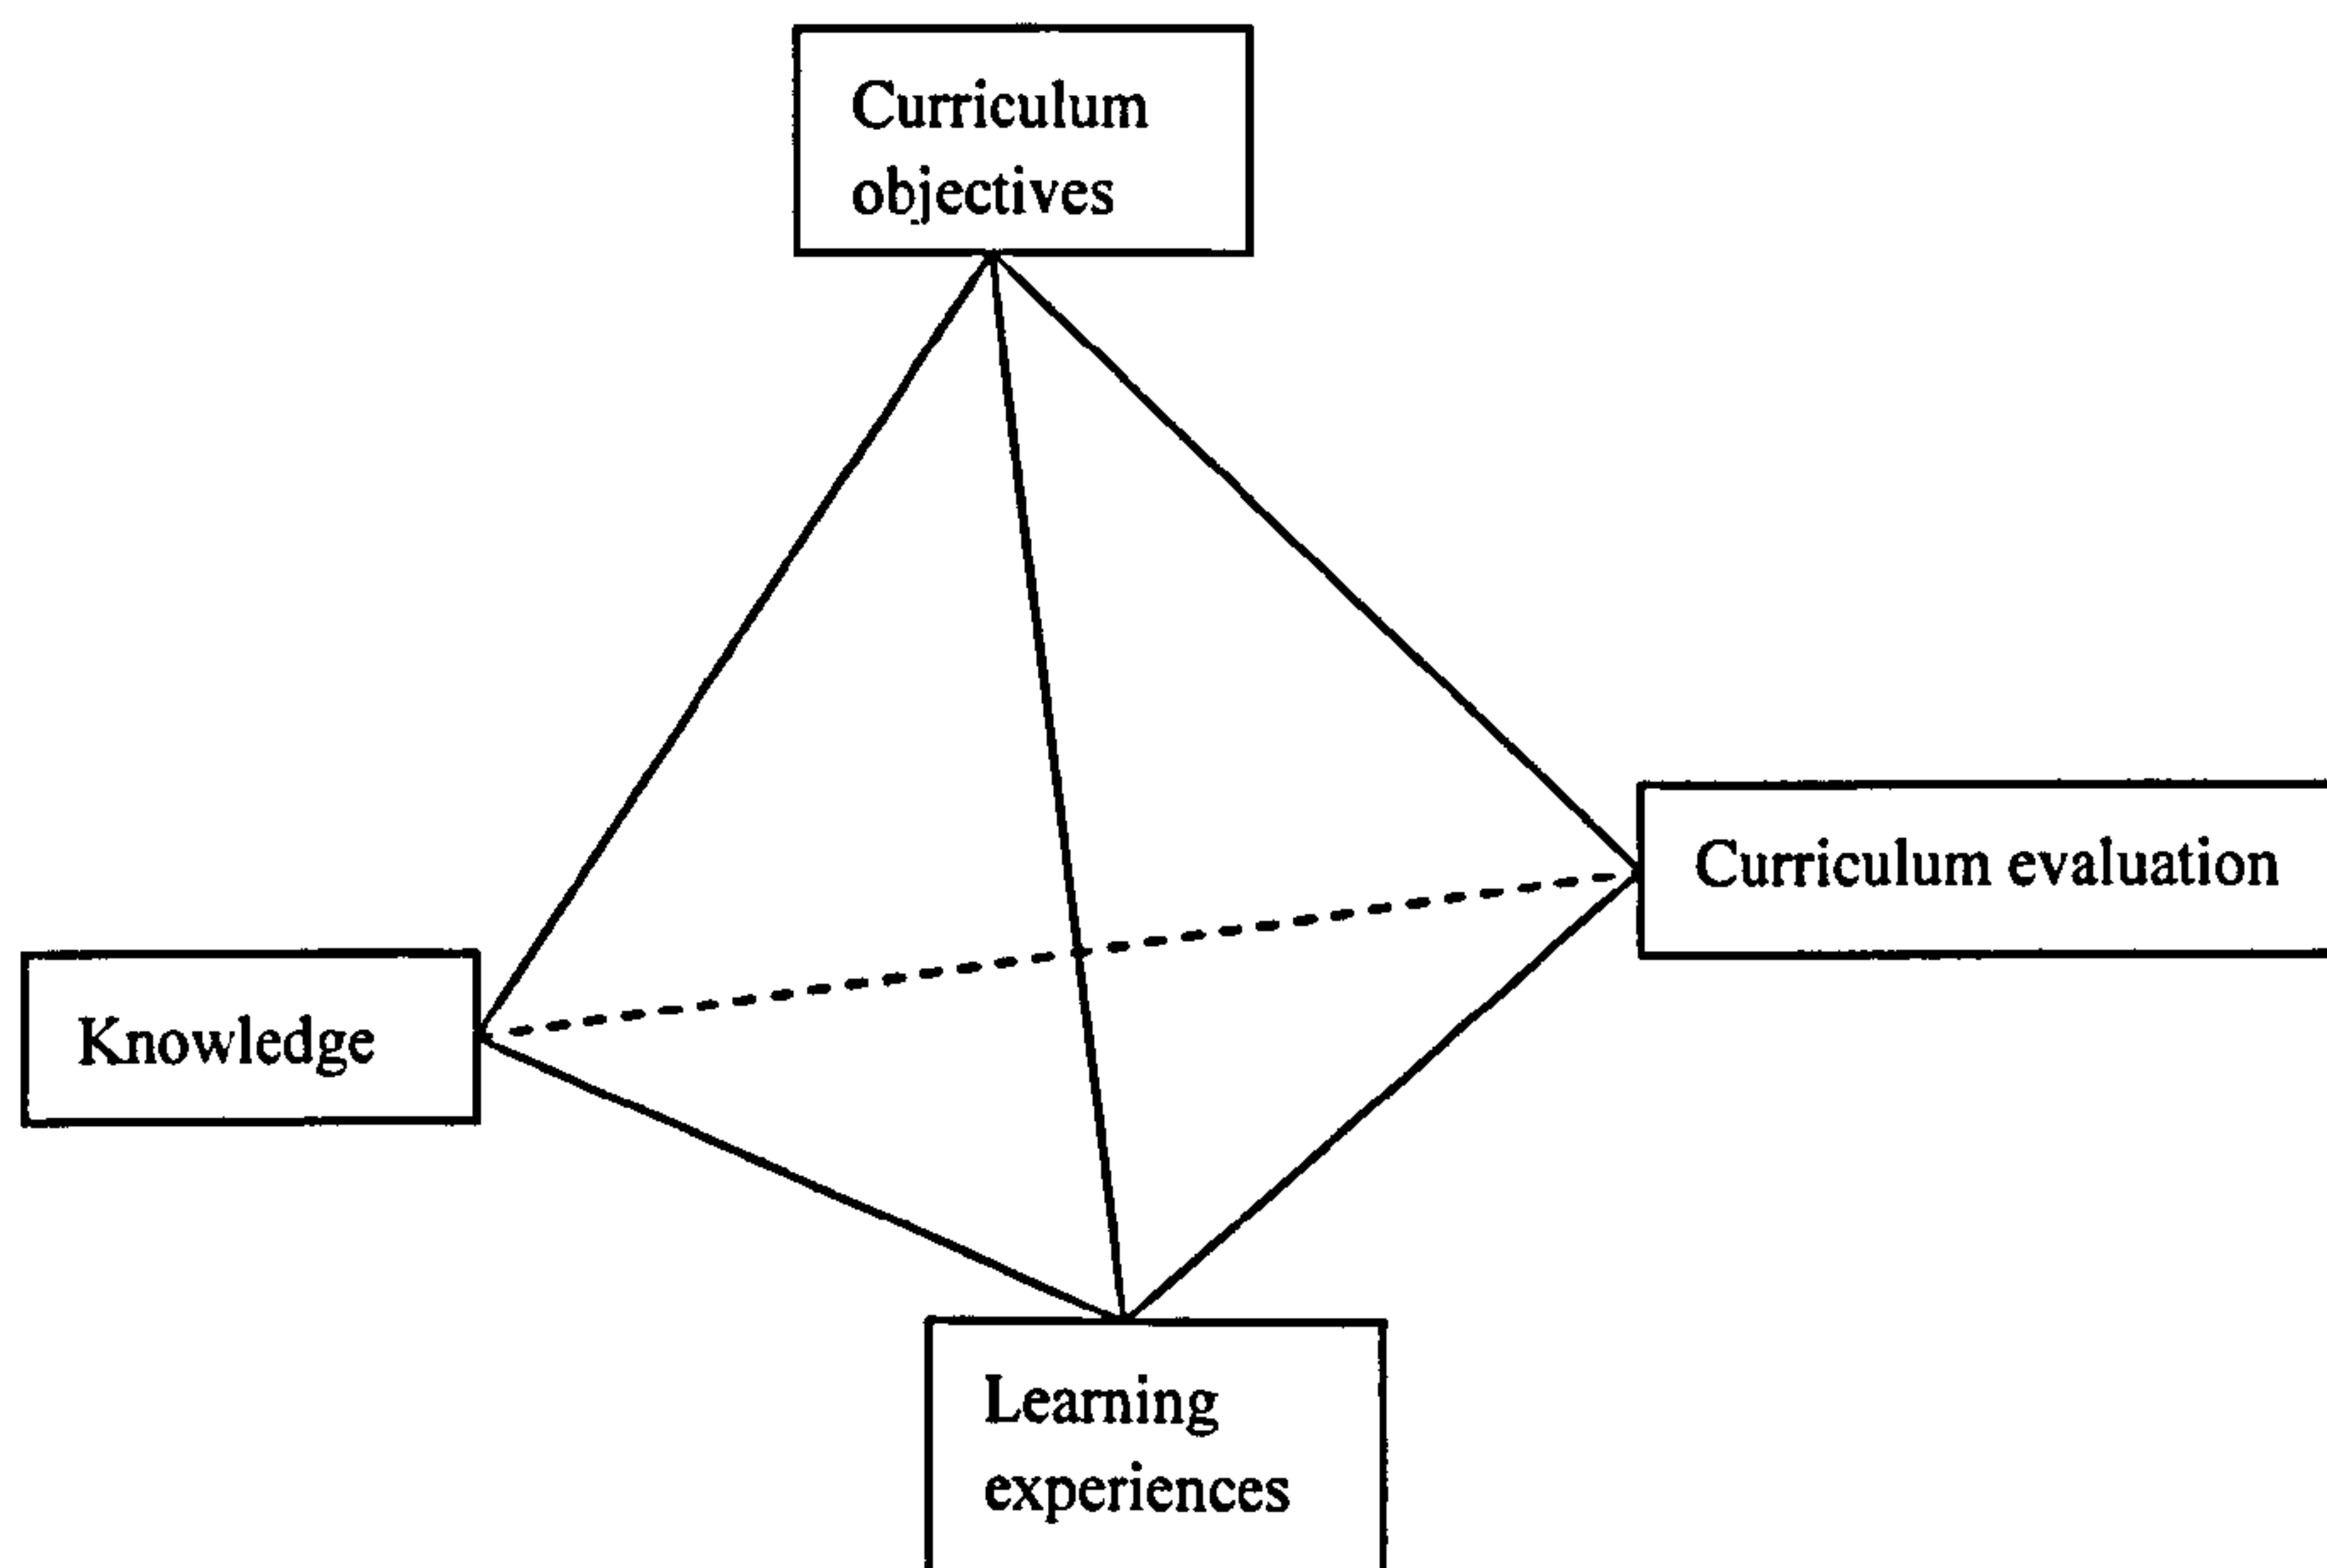 Curriculum
objectives
Curriculum evaluation
Knowledge
Learning
experiences